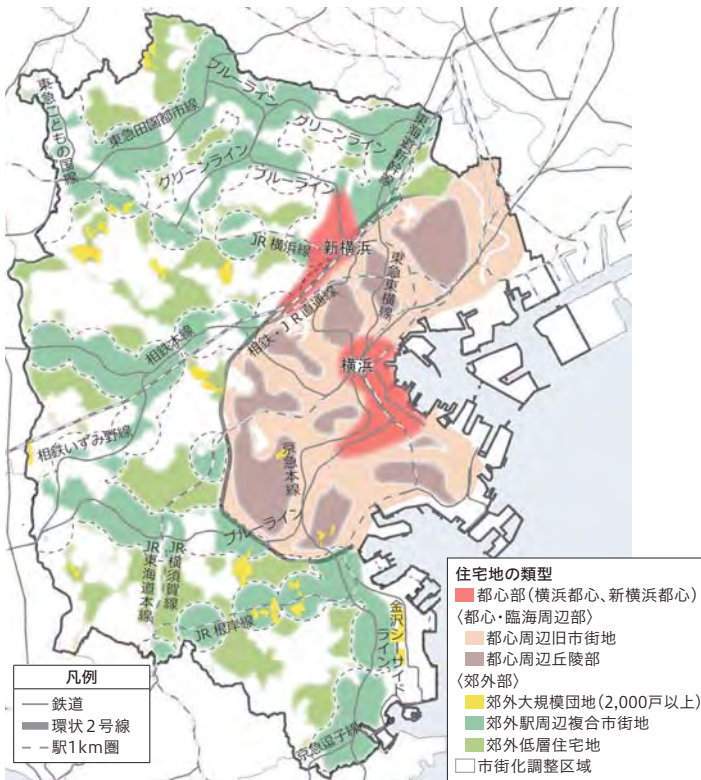 東急こどもの国線
東急田園都市線
ブルーライン
グリーンライン
東海道新幹線
グリーンライン
ブルーライン
JR 横浜線
新横浜
東急東横線
相鉄・JR直通線
相鉄本線
横浜
相鉄いずみ野線
京急本線
ブルーライン
JR東海道本線
JR横須賀線
JR 根岸線
金沢シーサイド
ライン
京急逗子線
凡例
鉄道
環状2号線
駅1km圏
住宅地の類型
都心部(横浜都心、新横浜都心)
〈都心・臨海周辺部〉
都心周辺旧市街地
都心周辺丘陵部
〈郊外部〉
郊外大規模団地(2,000戸以上)
郊外駅周辺複合市街地
郊外低層住宅地
市街化調整区域